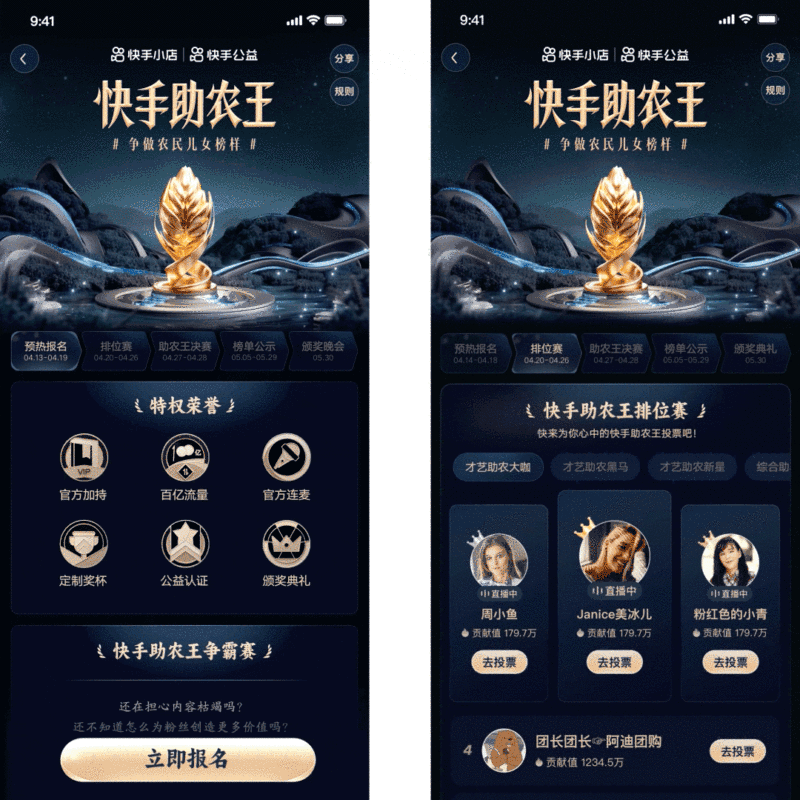 9:41
快手小店 | 快手公益
分享
规则
快手助农王
# 争做农民儿女榜样 #
预热报名 排位赛 助农王决赛 榜单公示 颁奖晚会
04.13-04.19 04.20-04.26 04.27-04.28 05.05-05.29 05.30
特权荣誉
VIP 100亿
官方加持 百亿流量 官方连麦
定制奖杯 公益认证 颁奖典礼
快手助农王争霸赛
还在担心内容枯竭吗?
还不知道怎么为粉丝创造更多价值吗?
立即报名
9:41
快手小店 | 快手公益
分享
规则
快手助农王
# 争做农民儿女榜样 #
预热报名 排位赛 助农王决赛 榜单公示 颁奖典礼
04.14-04.18 04.20-04.26 04.27-04.28 05.05-05.29 05.30
快手助农王排位赛
快来为你心中的快手助农王投票吧!
才艺助农大咖 才艺助农黑马 才艺助农新星 综合助
直播中 直播中 直播中
周小鱼 Janice美冰儿 粉红色的小青
贡献值 179.7万 贡献值 179.7万 贡献值 179.7万
去投票 去投票 去投票
4 团长团长☞阿迪团购
贡献值 1234.5万
去投票